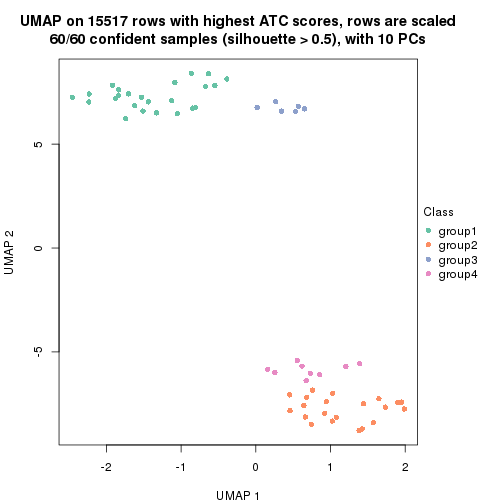 UMAP on 15517 rows with highest ATC scores, rows are scaled
60/60 confident samples (silhouette > 0.5), with 10 PCs
5
0
-5
UMAP 2
-2
-1
0
1
2
UMAP 1
Class
group1
group2
group3
group4